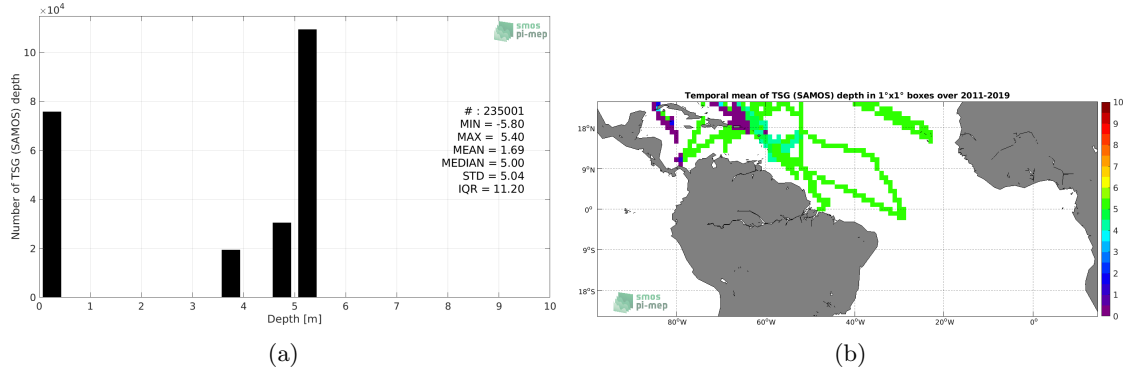 ×10⁴
smos
pi-mep
10
8
6
4
2
0
Number of TSG (SAMOS) depth
# : 235001
MIN = -5.80
MAX = 5.40
MEAN = 1.69
MEDIAN = 5.00
STD = 5.04
IQR = 11.20
0 1 2 3 4 5 6 7 8 9 10
Depth [m]
(a)
Temporal mean of TSG (SAMOS) depth in 1°x1° boxes over 2011-2019
18°N
9°N
0°
9°S
18°S
smos
pi-mep
80°W 60°W 40°W 20°W 0°
10
9
8
7
6
5
4
3
2
1
0
(b)